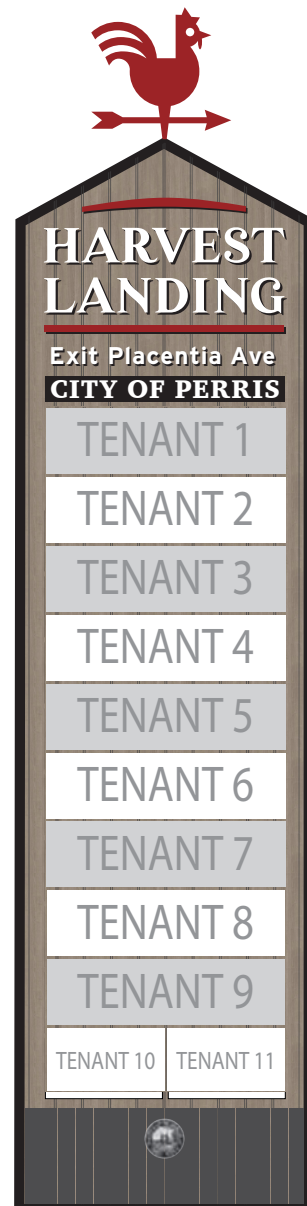 HARVEST
LANDING
Exit Placentia Ave
CITY OF PERRIS
TENANT 1
TENANT 2
TENANT 3
TENANT 4
TENANT 5
TENANT 6
TENANT 7
TENANT 8
TENANT 9
TENANT 10 TENANT 11